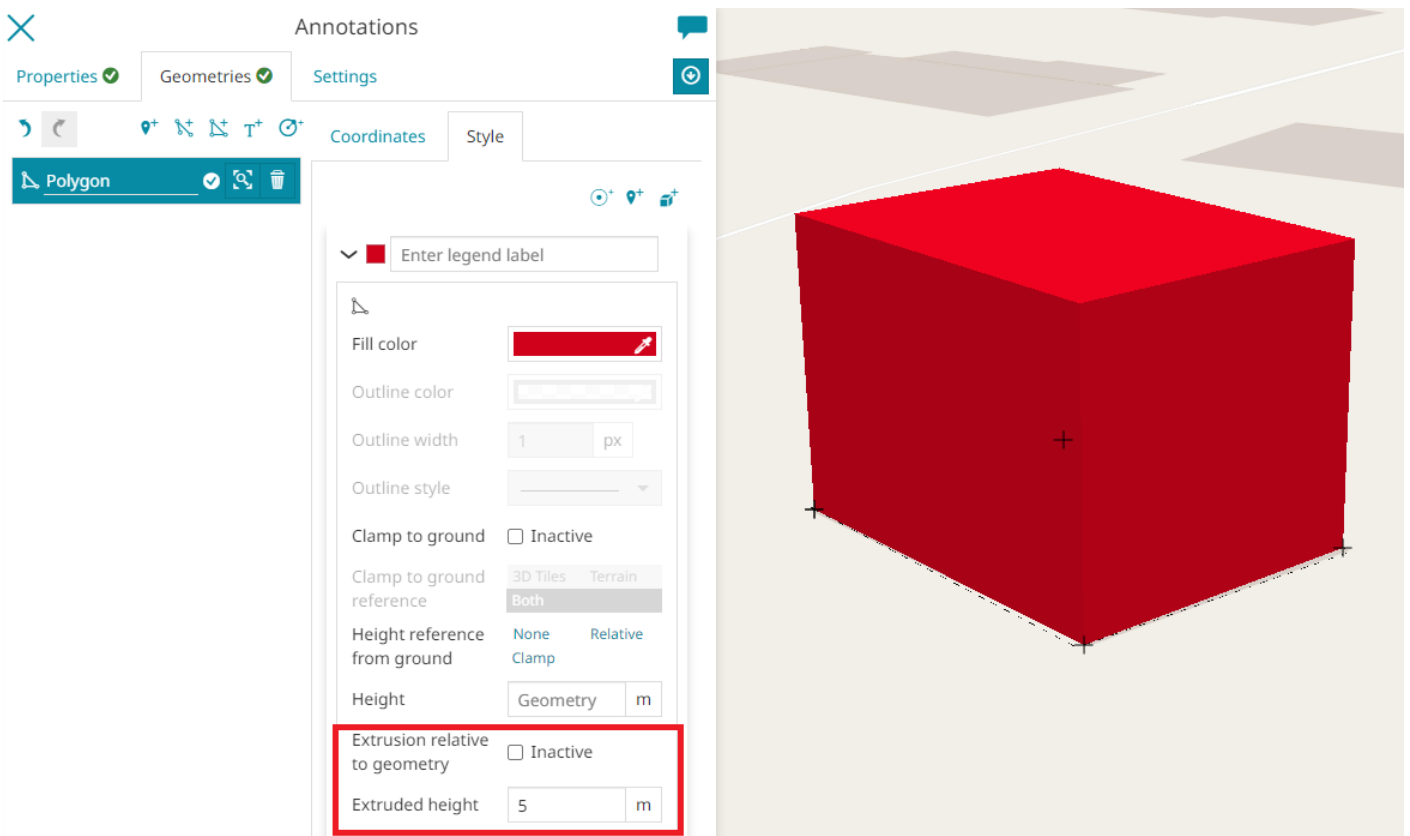 Annotations
Properties
Geometries
Settings
T+
Coordinates
Style
Polygon
Enter legend label
Fill color
Outline color
Outline width 1 px
Outline style
Clamp to ground Inactive
Clamp to ground
reference
3D Tiles Terrain
Both
Height reference
from ground
None Relative
Clamp
Height Geometry m
Extrusion relative
to geometry
Inactive
Extruded height 5 m